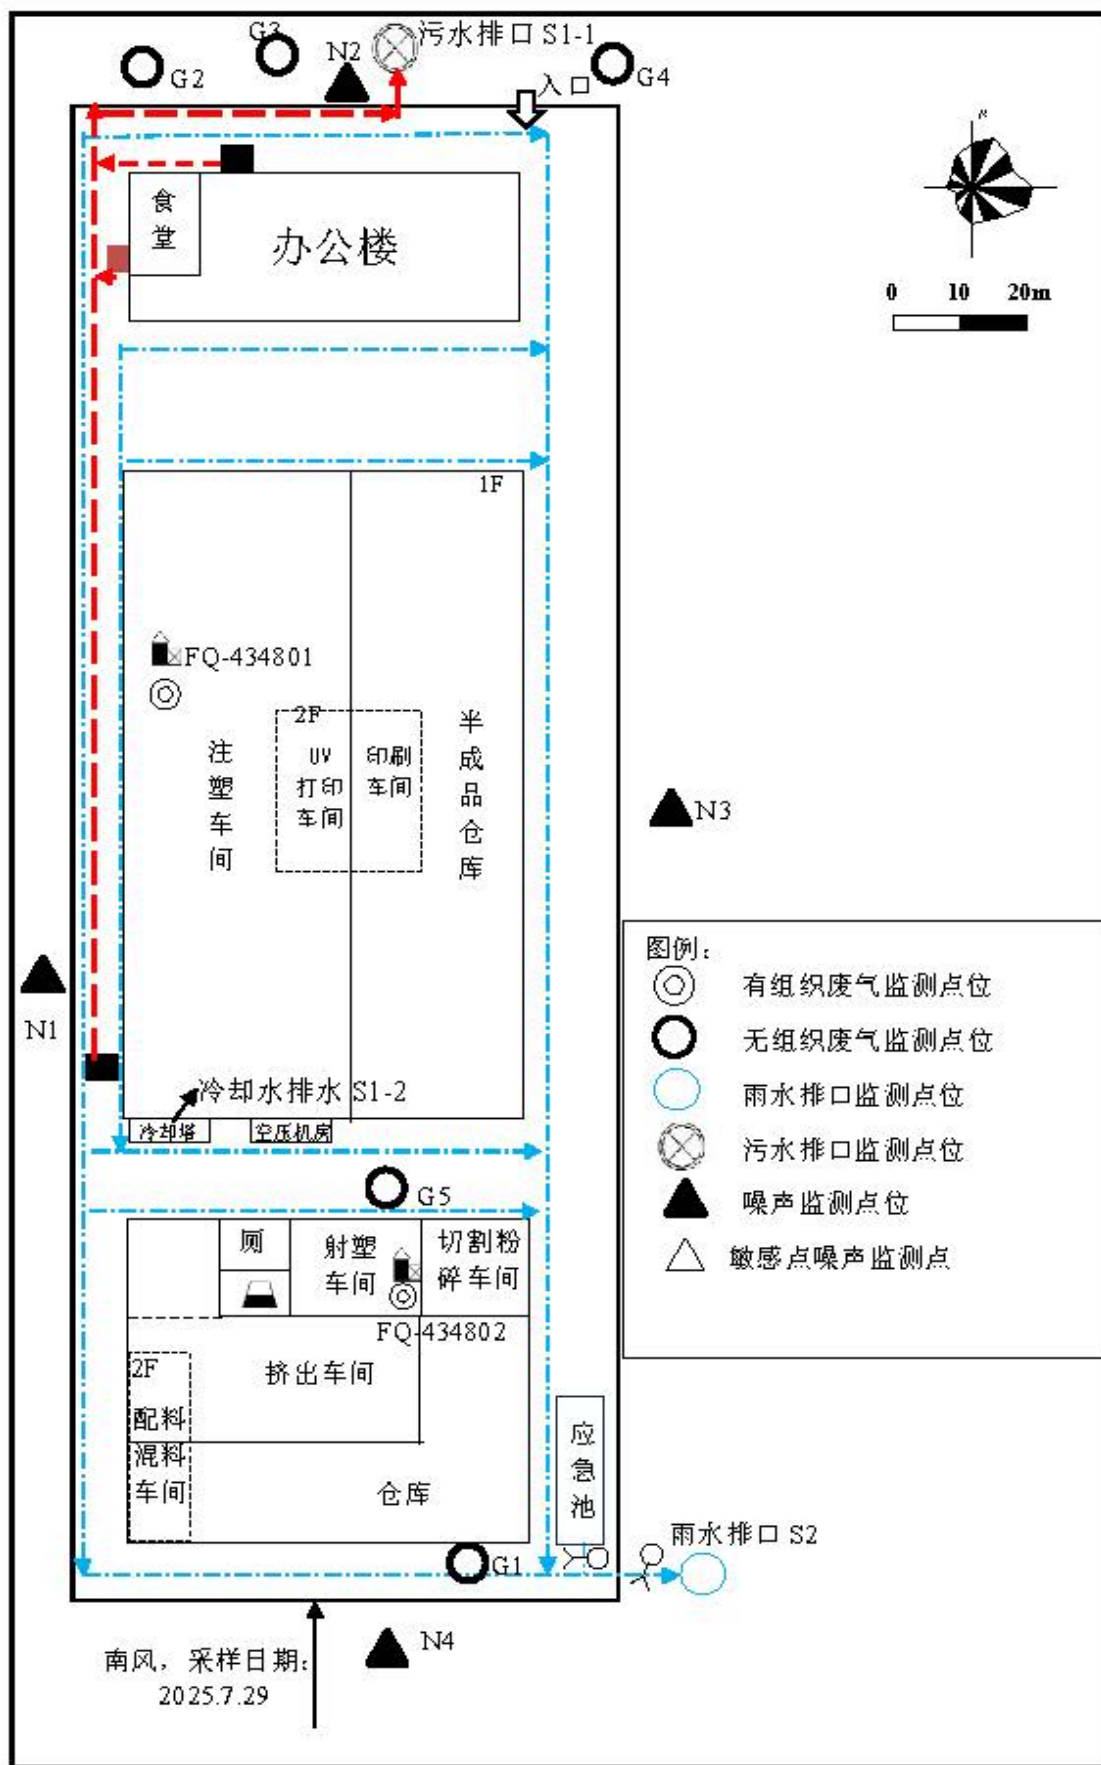 G3
N2
污水排口 S1-1
G2
入口
G4
食堂
办公楼
0 10 20m
1F
FQ-434801
2F
UV
打印
车间
印刷
车间
注塑车间
半成品仓库
N3
N1
图例：
有组织废气监测点位
无组织废气监测点位
雨水排口监测点位
污水排口监测点位
噪声监测点位
敏感点噪声监测点
冷却水排水 S1-2
冷却塔
空压机房
G5
厕
射塑
车间
切割粉
碎车间
FQ-434802
2F
挤出车间
配料
混料
车间
仓库
应急池
雨水排口 S2
G1
N4
南风，采样日期：
2025.7.29